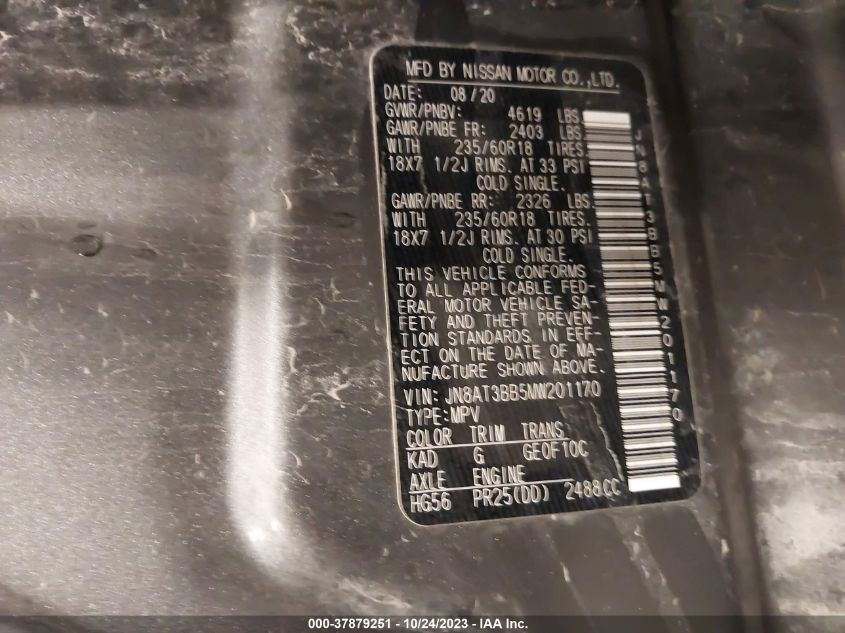 MFD BY NISSAN MOTOR CO.,LTD.
DATE: 08/20
GVWR/PNBV: 4619 LBS
GAWR/PNBE FR: 2403 LBS
WITH 235/60R18 TIRES
18X7 1/2J RIMS. AT 33 PSI
COLD SINGLE.
GAWR/PNBE RR: 2326 LBS.
WITH 235/60R18 TIRES.
18X7 1/2J RIMS. AT 30 PSI
COLD SINGLE.
THIS VEHICLE CONFORMS
TO ALL APPLICABLE FED-
ERAL MOTOR VEHICLE SA-
FETY AND THEFT PREVEN-
TION STANDARDS IN EFF-
ECT ON THE DATE OF MA-
NUFACTURE SHOWN ABOVE.
VIN: JN8AT3BB5MW201170
TYPE:MPV
COLOR TRIM TRANS
KAD G GE0F10C
AXLE ENGINE
HG56 PR25(DD) 2488CC
JN8AT3BB5MW201170
000-37879251 - 10/24/2023 - IAA Inc.